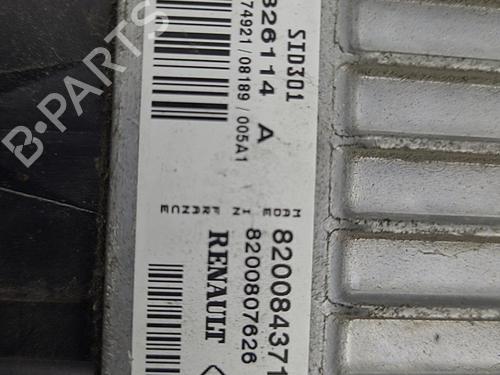 SID301
326114 A
74921 / 08189 / 005A1
MADE IN FRANCE
820084371
8200807626
RENAULT
B-PARTS